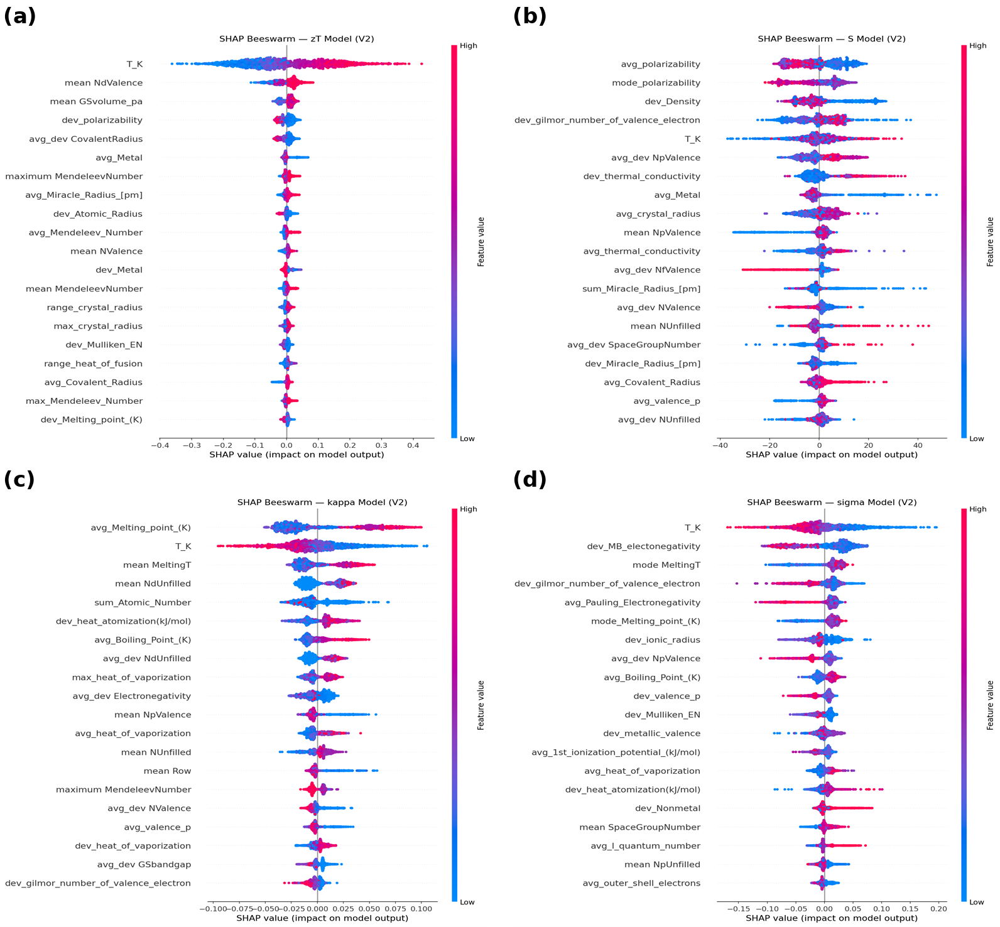 (a)
SHAP Beeswarm — zT Model (V2)
T_K
mean NdValence
mean GSvolume_pa
dev_polarizability
avg_dev CovalentRadius
avg_Metal
maximum MendeleevNumber
avg_Miracle_Radius_[pm]
dev_Atomic_Radius
avg_Mendeleev_Number
mean NValence
dev_Metal
mean MendeleevNumber
range_crystal_radius
max_crystal_radius
dev_Mulliken_EN
range_heat_of_fusion
avg_Covalent_Radius
max_Mendeleev_Number
dev_Melting_point_(K)
−0.4 −0.3 −0.2 −0.1 0.0 0.1 0.2 0.3 0.4
SHAP value (impact on model output)
High
Feature value
Low
(b)
SHAP Beeswarm — S Model (V2)
avg_polarizability
mode_polarizability
dev_Density
dev_gilmor_number_of_valence_electron
T_K
avg_dev NpValence
dev_thermal_conductivity
avg_Metal
avg_crystal_radius
mean NpValence
avg_thermal_conductivity
avg_dev NfValence
sum_Miracle_Radius_[pm]
avg_dev NValence
mean NUnfilled
avg_dev SpaceGroupNumber
dev_Miracle_Radius_[pm]
avg_Covalent_Radius
avg_valence_p
avg_dev NUnfilled
−40 −20 0 20 40
SHAP value (impact on model output)
High
Feature value
Low
(c)
SHAP Beeswarm — kappa Model (V2)
avg_Melting_point_(K)
T_K
mean MeltingT
mean NdUnfilled
sum_Atomic_Number
dev_heat_atomization(kJ/mol)
avg_Boiling_Point_(K)
avg_dev NdUnfilled
max_heat_of_vaporization
avg_dev Electronegativity
mean NpValence
avg_heat_of_vaporization
mean NUnfilled
mean Row
maximum MendeleevNumber
avg_dev NValence
avg_valence_p
dev_heat_of_vaporization
avg_dev GSbandgap
dev_gilmor_number_of_valence_electron
−0.100 −0.075 −0.050 −0.025 0.000 0.025 0.050 0.075 0.100
SHAP value (impact on model output)
High
Feature value
Low
(d)
SHAP Beeswarm — sigma Model (V2)
T_K
dev_MB_electonegativity
mode MeltingT
dev_gilmor_number_of_valence_electron
avg_Pauling_Electronegativity
mode_Melting_point_(K)
dev_ionic_radius
avg_dev NpValence
avg_Boiling_Point_(K)
dev_valence_p
dev_Mulliken_EN
dev_metallic_valence
avg_1st_ionization_potential_(kJ/mol)
avg_heat_of_vaporization
dev_heat_atomization(kJ/mol)
dev_Nonmetal
mean SpaceGroupNumber
avg_l_quantum_number
mean NpUnfilled
avg_outer_shell_electrons
−0.15 −0.10 −0.05 0.00 0.05 0.10 0.15 0.20
SHAP value (impact on model output)
High
Feature value
Low